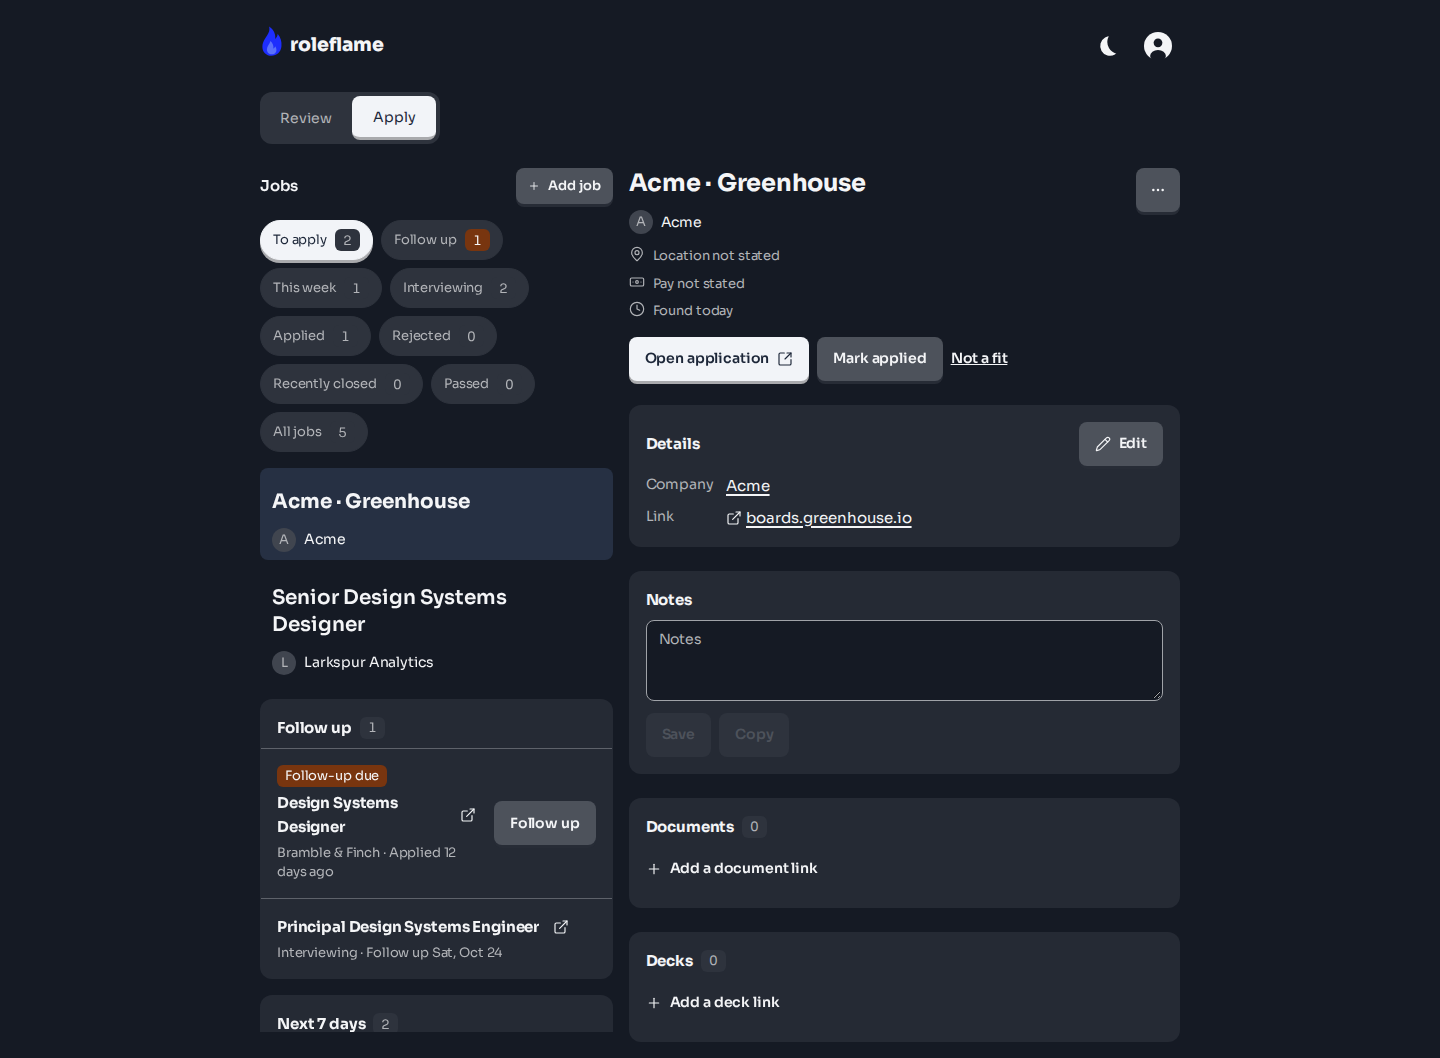 roleflame
Review
Apply
Jobs
+ Add job
To apply 2
Follow up 1
This week 1
Interviewing 2
Applied 1
Rejected 0
Recently closed 0
Passed 0
All jobs 5
Acme · Greenhouse
A Acme
Senior Design Systems
Designer
L Larkspur Analytics
Follow up 1
Follow-up due
Design Systems
Designer
Bramble & Finch · Applied 12
days ago
Follow up
Principal Design Systems Engineer
Interviewing · Follow up Sat, Oct 24
Next 7 days 2
Acme · Greenhouse
...
A Acme
Location not stated
Pay not stated
Found today
Open application
Mark applied
Not a fit
Details
Edit
Company Acme
Link boards.greenhouse.io
Notes
Notes
Save
Copy
Documents 0
+ Add a document link
Decks 0
+ Add a deck link